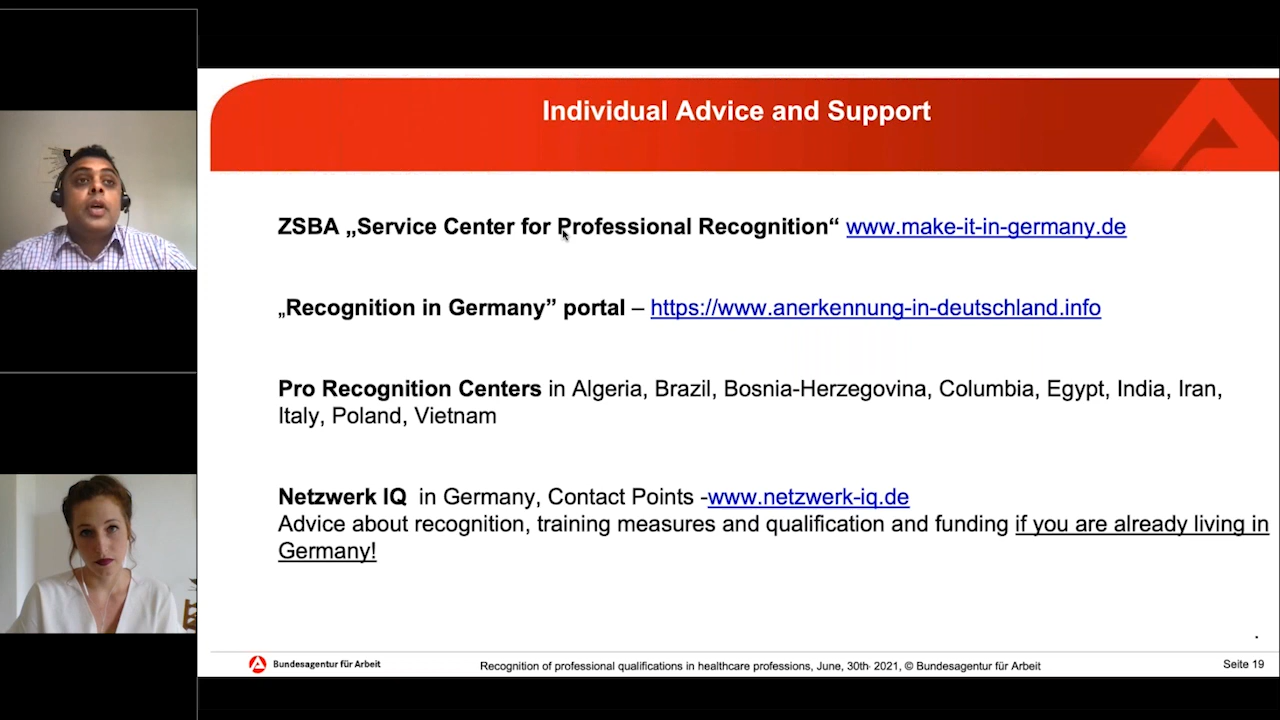 Individual Advice and Support
ZSBA „Service Center for Professional Recognition“ www.make-it-in-germany.de
„Recognition in Germany” portal – https://www.anerkennung-in-deutschland.info
Pro Recognition Centers in Algeria, Brazil, Bosnia-Herzegovina, Columbia, Egypt, India, Iran,
Italy, Poland, Vietnam
Netzwerk IQ in Germany, Contact Points -www.netzwerk-iq.de
Advice about recognition, training measures and qualification and funding if you are already living in
Germany!
.
Bundesagentur für Arbeit
Recognition of professional qualifications in healthcare professions, June, 30th· 2021, © Bundesagentur für Arbeit
Seite 19